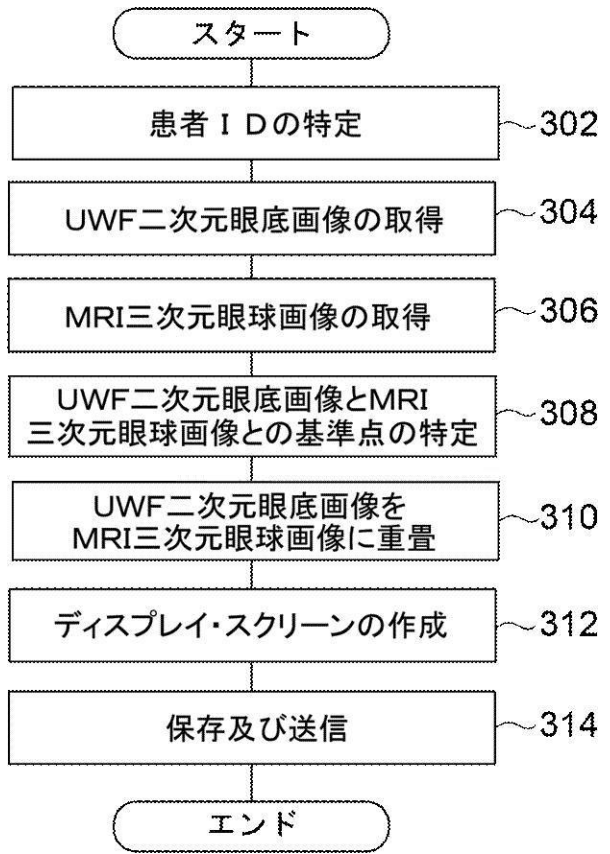 スタート
患者IDの特定
302
UWF二次元眼底画像の取得
304
MRI三次元眼球画像の取得
306
UWF二次元眼底画像とMRI
三次元眼球画像との基準点の特定
308
UWF二次元眼底画像を
MRI三次元眼球画像に重畳
310
ディスプレイ・スクリーンの作成
312
保存及び送信
314
エンド